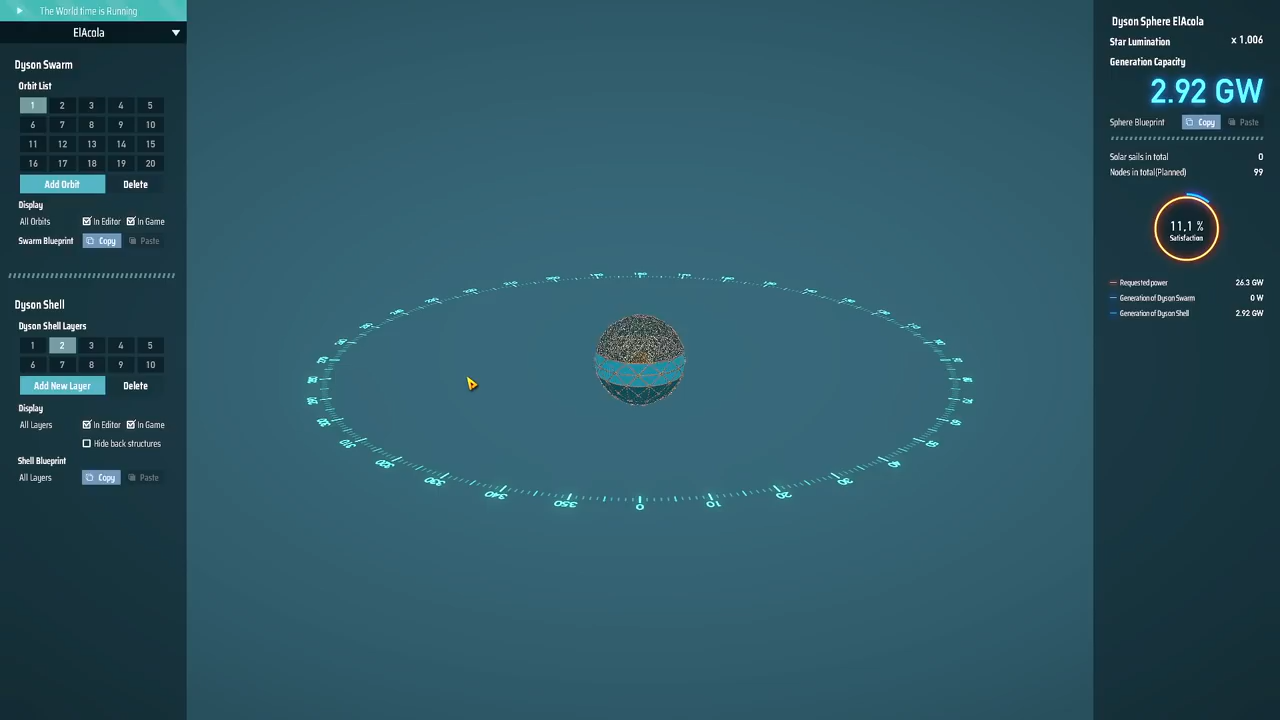 The World time is Running
ElAcola
Dyson Swarm
Orbit List
1 2 3 4 5
6 7 8 9 10
11 12 13 14 15
16 17 18 19 20
Add Orbit Delete
Display
All Orbits In Editor In Game
Swarm Blueprint Copy Paste
Dyson Shell
Dyson Shell Layers
1 2 3 4 5
6 7 8 9 10
Add New Layer Delete
Display
All Layers In Editor In Game
Hide back structures
Shell Blueprint
All Layers Copy Paste
340 350 0 10 20 30
Dyson Sphere ElAcola
Star Lumination x 1,006
Generation Capacity
2.92 GW
Sphere Blueprint Copy Paste
Solar sails in total 0
Nodes in total(Planned) 99
11.1 %
Satisfaction
Requested power 26.3 GW
Generation of Dyson Swarm 0 W
Generation of Dyson Shell 2.92 GW